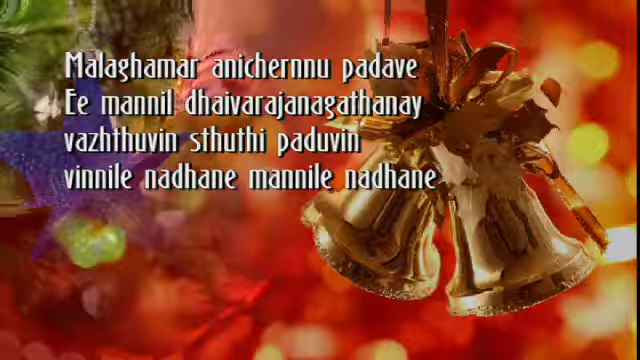 Malaghamar anichernnu padave
Ee mannil dhaivarajanagathanay
vazhthuvin sthuthi paduvin
vinnile nadhane mannile nadhane